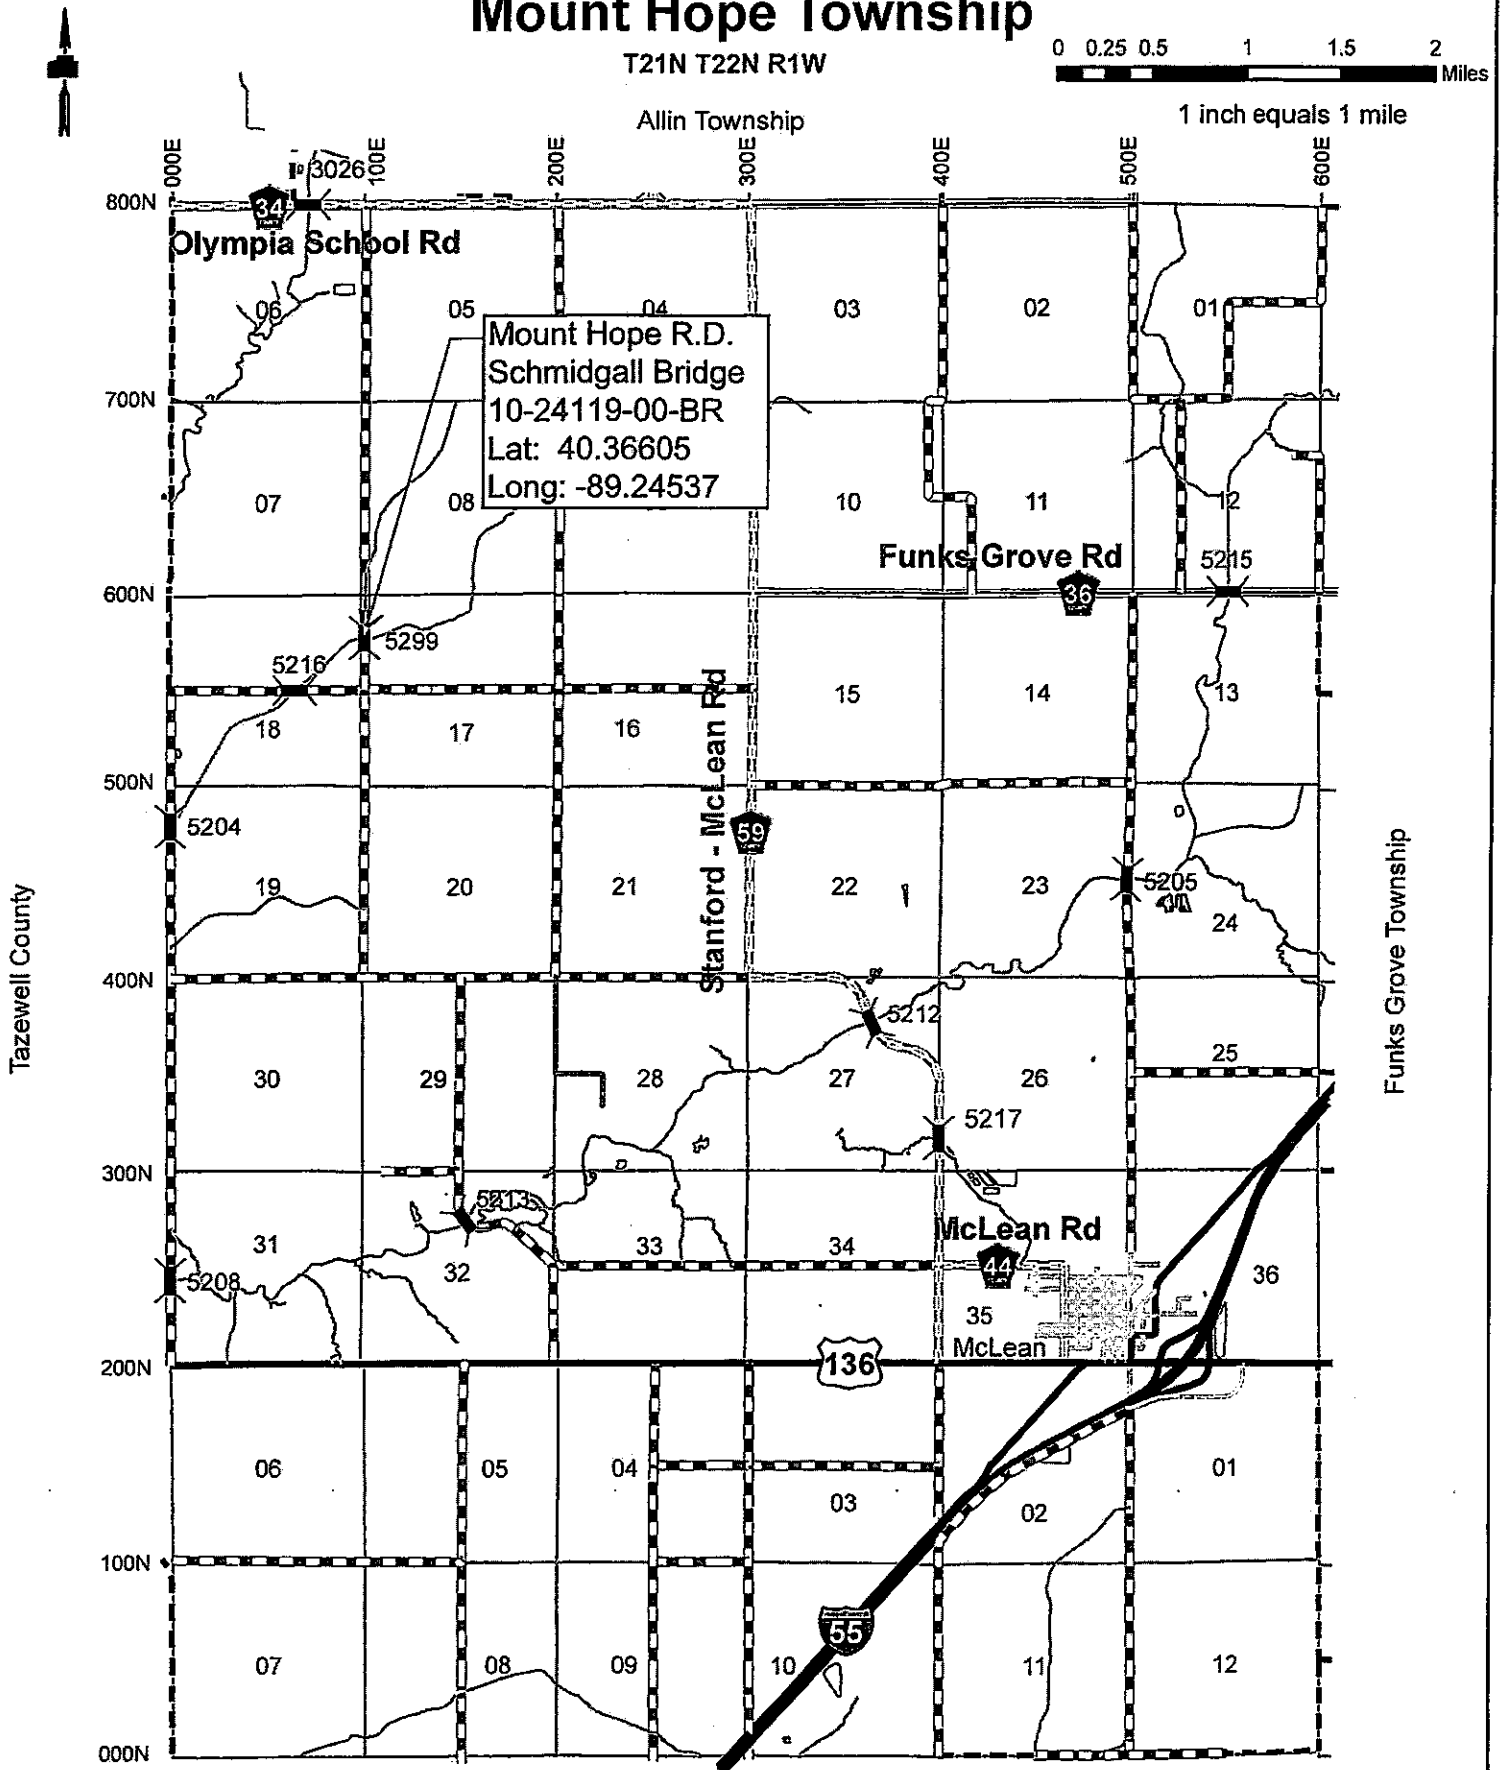 Mount Hope Township
T21N T22N R1W
0 0.25 0.5 1 1.5 2
Miles
1 inch equals 1 mile
Allin Township
000E 100E 200E 300E 400E 500E 600E
3026
800N
34
Olympia School Rd
06 05 04 03 02 01
Mount Hope R.D.
Schmidgall Bridge
10-24119-00-BR
Lat: 40.36605
Long: -89.24537
700N
07 08 10 11 12
Funks Grove Rd
5215
600N
36
5299
5216
15 14 13
18 17 16
Stanford - McLean Rd
500N
5204
59
19 20 21 22 23
5205
24
Tazewell County
Funks Grove Township
400N
5212
25
30 29 28 27 26
5217
300N
5213
McLean Rd
31 32 33 34
44
36
5208
35
McLean
200N
136
06 05 04 01
03 02
100N
55
07 08 09 10 11 12
000N